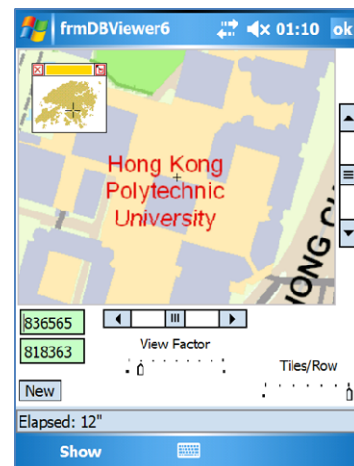 frmDBViewer6
01:10
ok
Hong Kong
Polytechnic
University
HONG CH
836565
818363
View Factor
Tiles/Row
New
Elapsed: 12"
Show